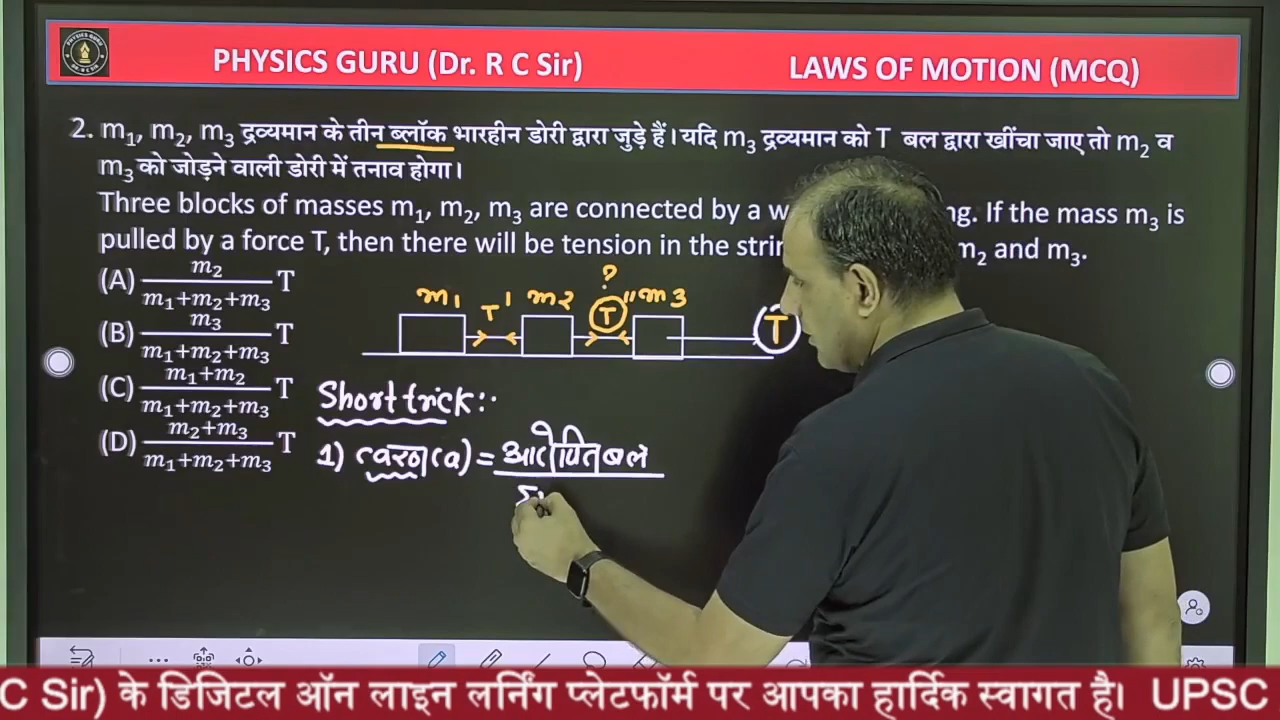 PHYSICS GURU (Dr. R C Sir)
LAWS OF MOTION (MCQ)
2. m₁, m₂, m₃ द्रव्यमान के तीन ब्लॉक भारहीन डोरी द्वारा जुड़े हैं। यदि m₃ द्रव्यमान को T बल द्वारा खींचा जाए तो m₂ व
m₃ को जोड़ने वाली डोरी में तनाव होगा।
Three blocks of masses m₁, m₂, m₃ are connected by a w ng. If the mass m₃ is
pulled by a force T, then there will be tension in the strin m₂ and m₃.
(A) m₂/(m₁+m₂+m₃) T
(B) m₃/(m₁+m₂+m₃) T
(C) (m₁+m₂)/(m₁+m₂+m₃) T
(D) (m₂+m₃)/(m₁+m₂+m₃) T
?
m₁ T' m₂ T" m₃ T
Short trick:-
1) त्वरण (a) = आरोपित बल
C Sir) के डिजिटल ऑन लाइन लर्निंग प्लेटफॉर्म पर आपका हार्दिक स्वागत है। UPSC